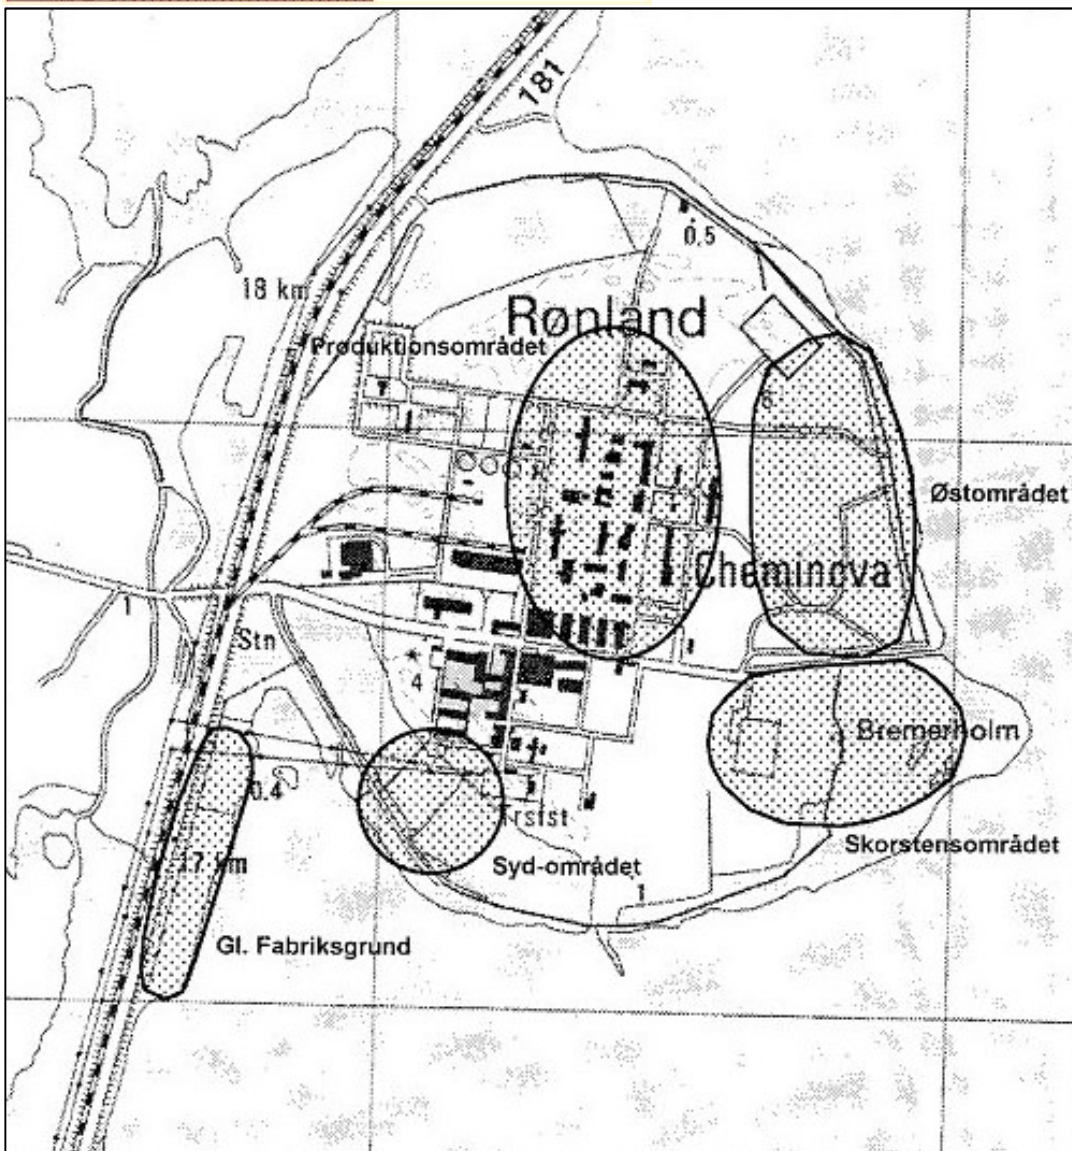 181
0.5
18 km
Rønland
Produktionsområdet
Østområdet
Cheminova
1
Stn
4
Bremerholm
0.4
Skorstensområdet
17 km
Syd-området
1
Gl. Fabriksgrund